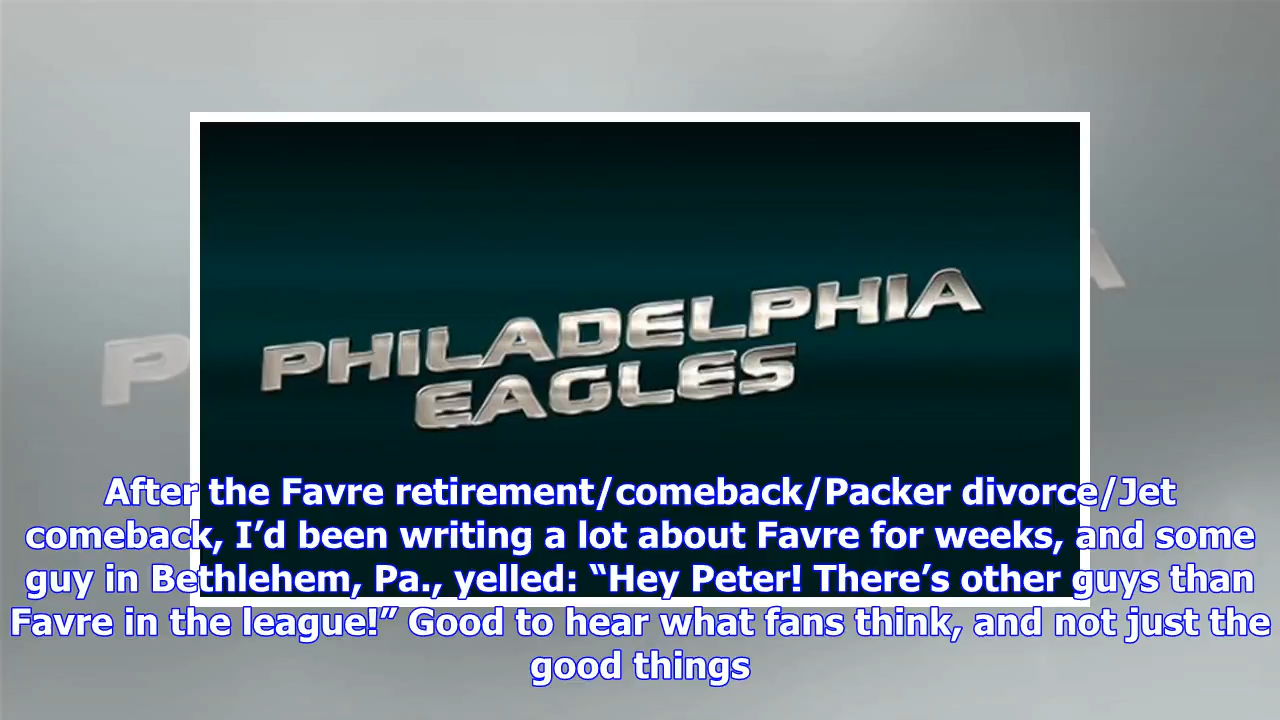 PHILADELPHIA
EAGLES
After the Favre retirement/comeback/Packer divorce/Jet
comeback, I’d been writing a lot about Favre for weeks, and some
guy in Bethlehem, Pa., yelled: “Hey Peter! There’s other guys than
Favre in the league!” Good to hear what fans think, and not just the
good things